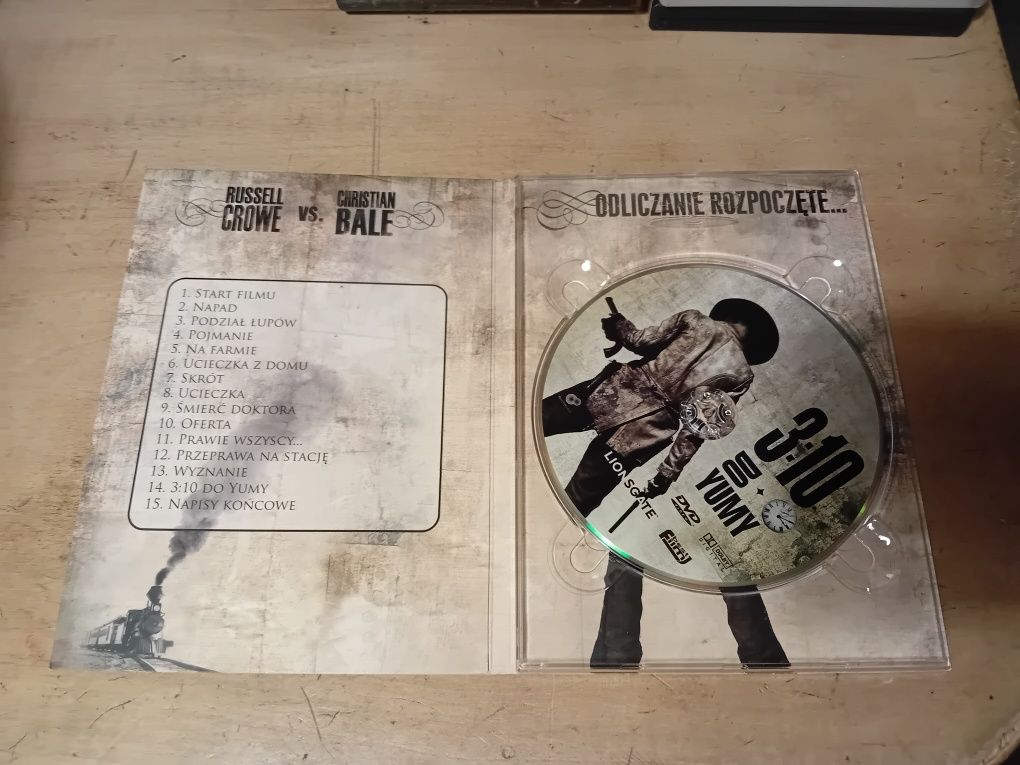 RUSSELL
CROWE
VS.
CHRISTIAN
BALE
1. START FILMU
2. NAPAD
3. PODZIAŁ ŁUPÓW
4. POJMANIE
5. NA FARMIE
6. UCIECZKA Z DOMU
7. SKRÓT
8. UCIECZKA
9. ŚMIERĆ DOKTORA
10. OFERTA
11. PRAWIE WSZYSCY...
12. PRZEPRAWA NA STACJĘ
13. WYZNANIE
14. 3:10 DO YUMY
15. NAPISY KOŃCOWE
ODLICZANIE ROZPOCZĘTE...
3:10
DO
YUMY
LIONSGATE
DVD
DOLBY
DIGITAL